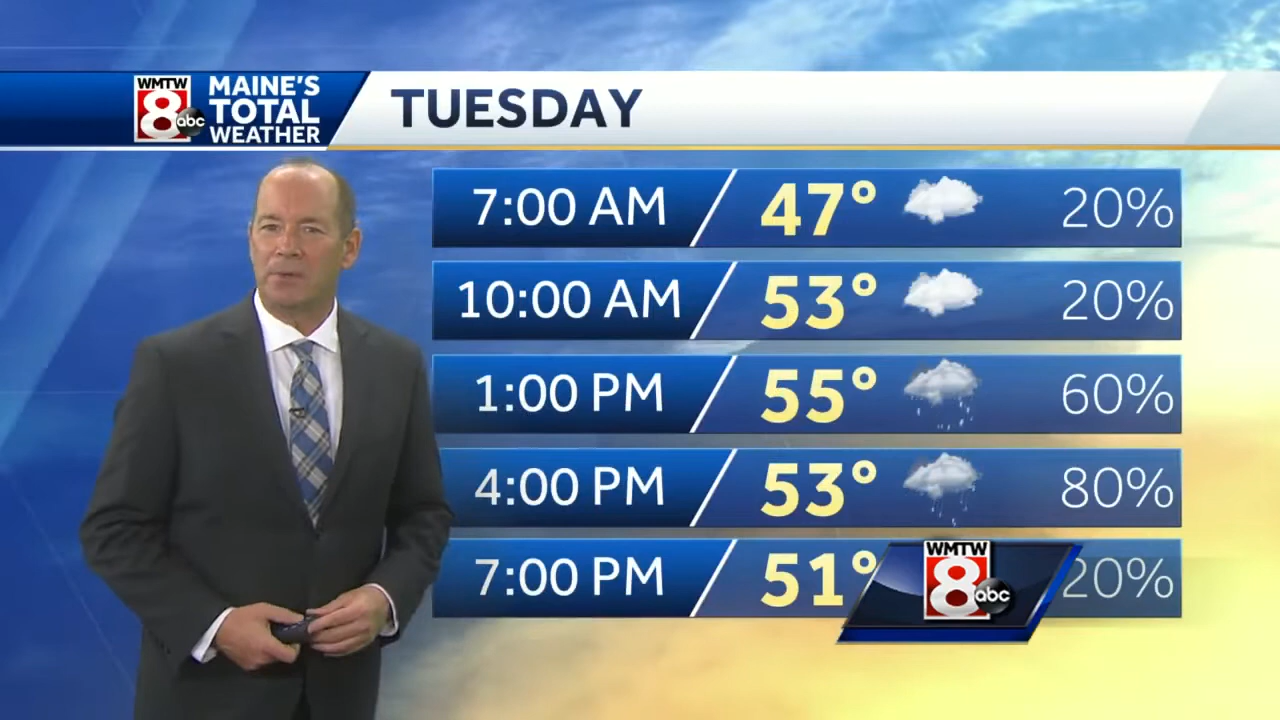 WMTW
8 abc
MAINE'S
TOTAL
WEATHER
TUESDAY
7:00 AM 47° 20%
10:00 AM 53° 20%
1:00 PM 55° 60%
4:00 PM 53° 80%
7:00 PM 51° 20%
WMTW
8 abc